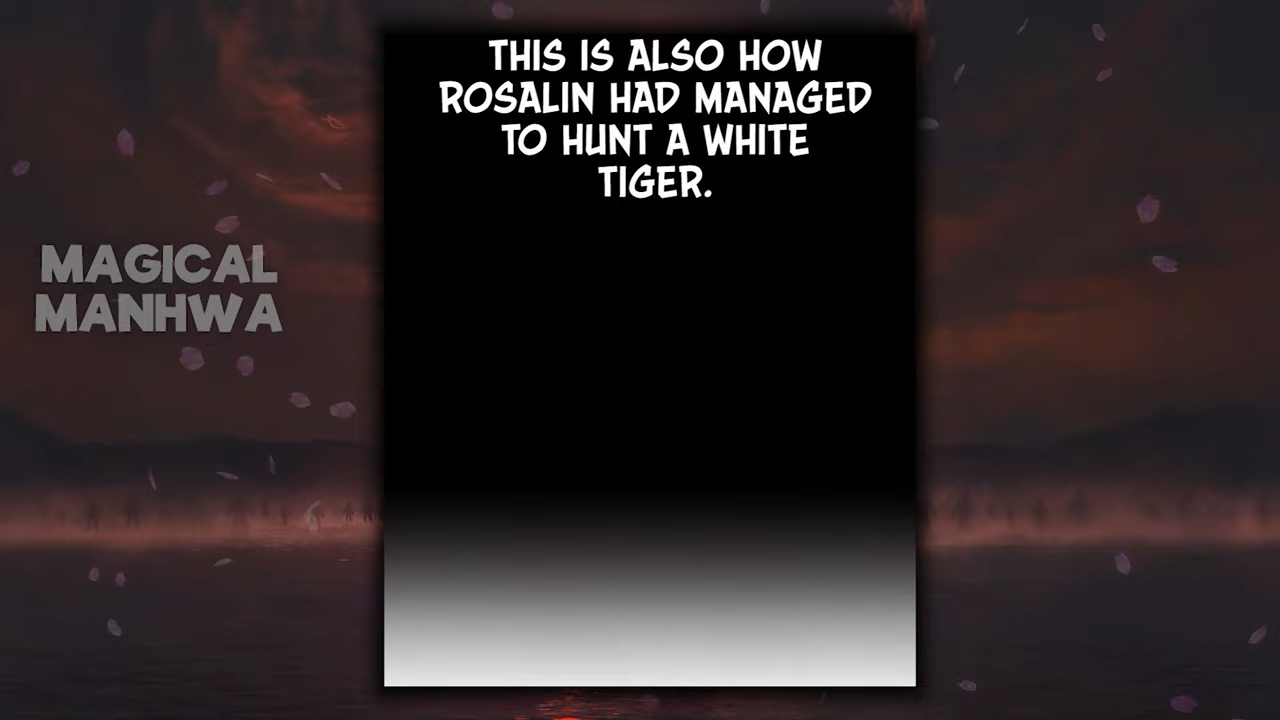 THIS IS ALSO HOW
ROSALIN HAD MANAGED
TO HUNT A WHITE
TIGER.
MAGICAL
MANHWA